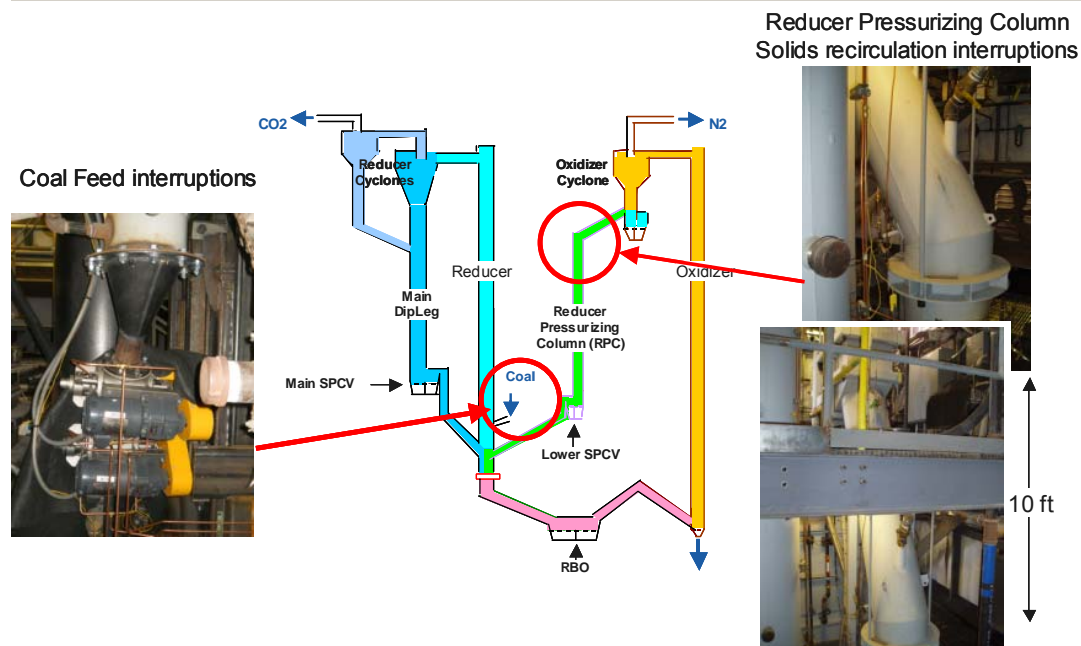 Reducer Pressurizing Column
Solids recirculation interruptions
CO2
N2
Reducer
Cyclones
Oxidizer
Cyclone
Coal Feed interruptions
Reducer
Oxidizer
Main
DipLeg
Reducer
Pressurizing
Column (RPC)
Main SPCV
Coal
Lower SPCV
10 ft
RBO